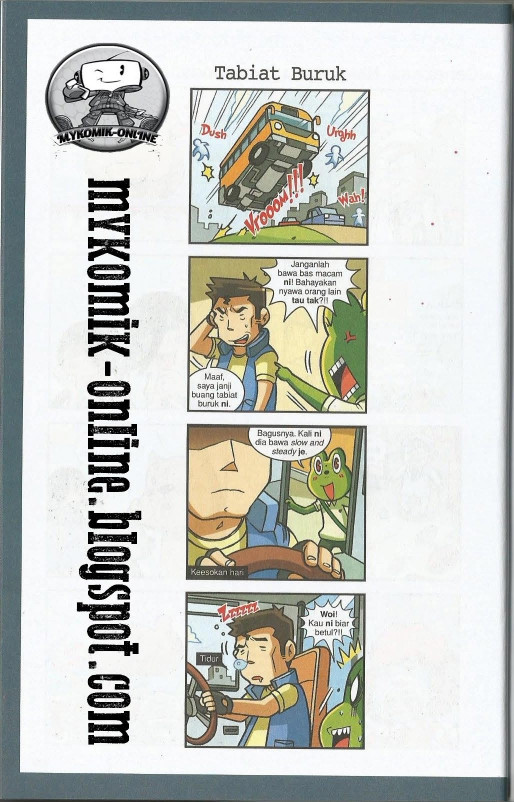 Tabiat Buruk
MYKOMIK-ONLINE
mykomik-online.blogspot.com
Dush
Urghh
Wah!
Vrooom!!!
Janganlah
bawa bas macam
ni! Bahayakan
nyawa orang lain
tau tak?!!
Maaf,
saya janji
buang tabiat
buruk ni.
Bagusnya. Kali ni
dia bawa slow and
steady je.
Keesokan hari
Zzzzzz
Woi!
Kau ni biar
betul?!!
Tidur